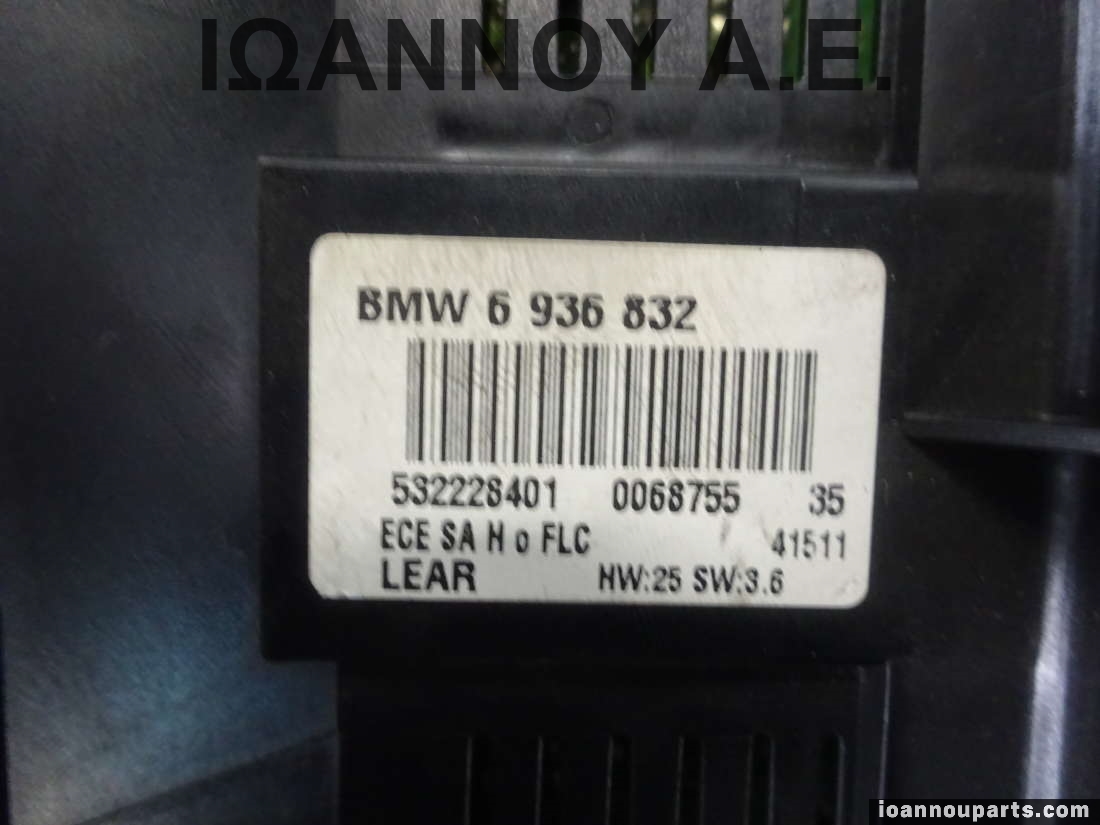 ΙΩΑΝΝΟΥ Α.Ε.
BMW 6 936 832
532228401 0068755 35
ECE SA H o FLC 41511
LEAR HW:25 SW:3.6
ioannouparts.com